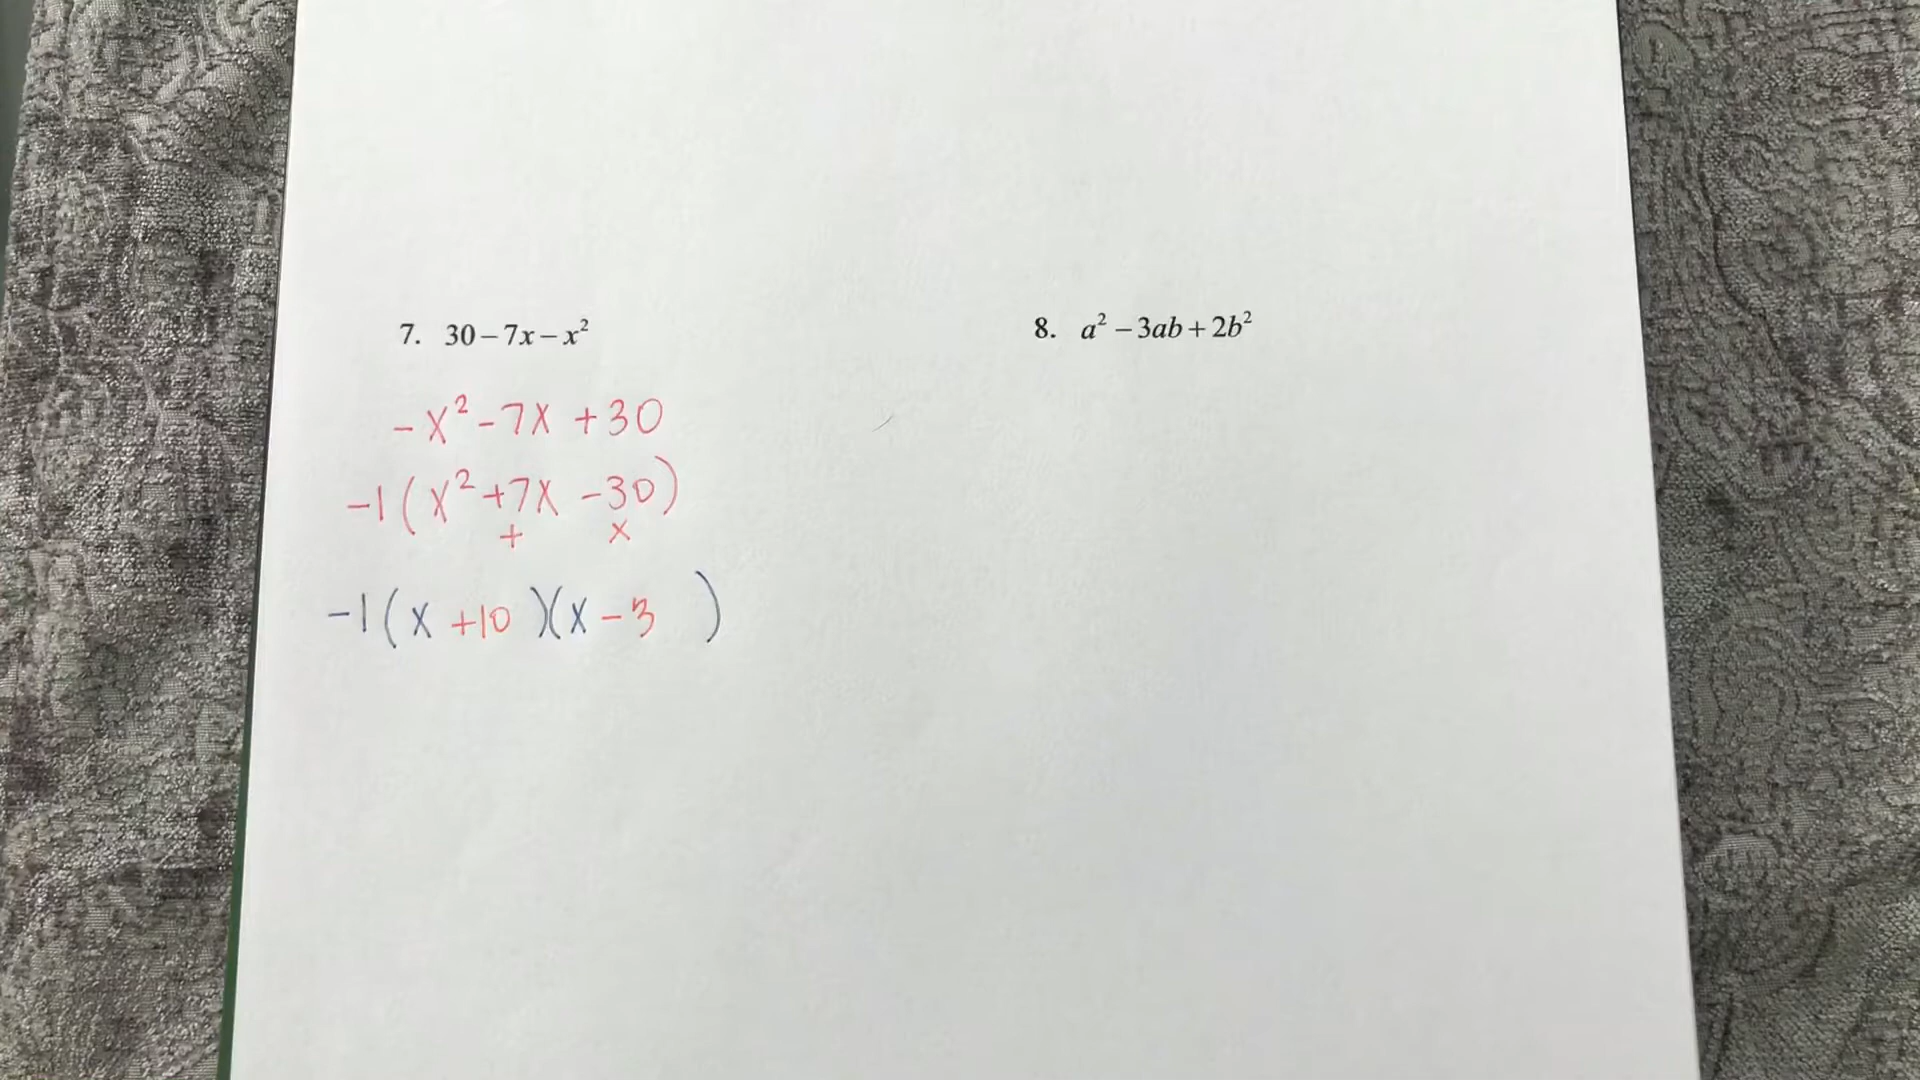 7. 30 – 7x – x²
-x² - 7x + 30
-1(x² + 7x - 30)
+ x
-1(x + 10)(x - 3)
8. a² – 3ab + 2b²